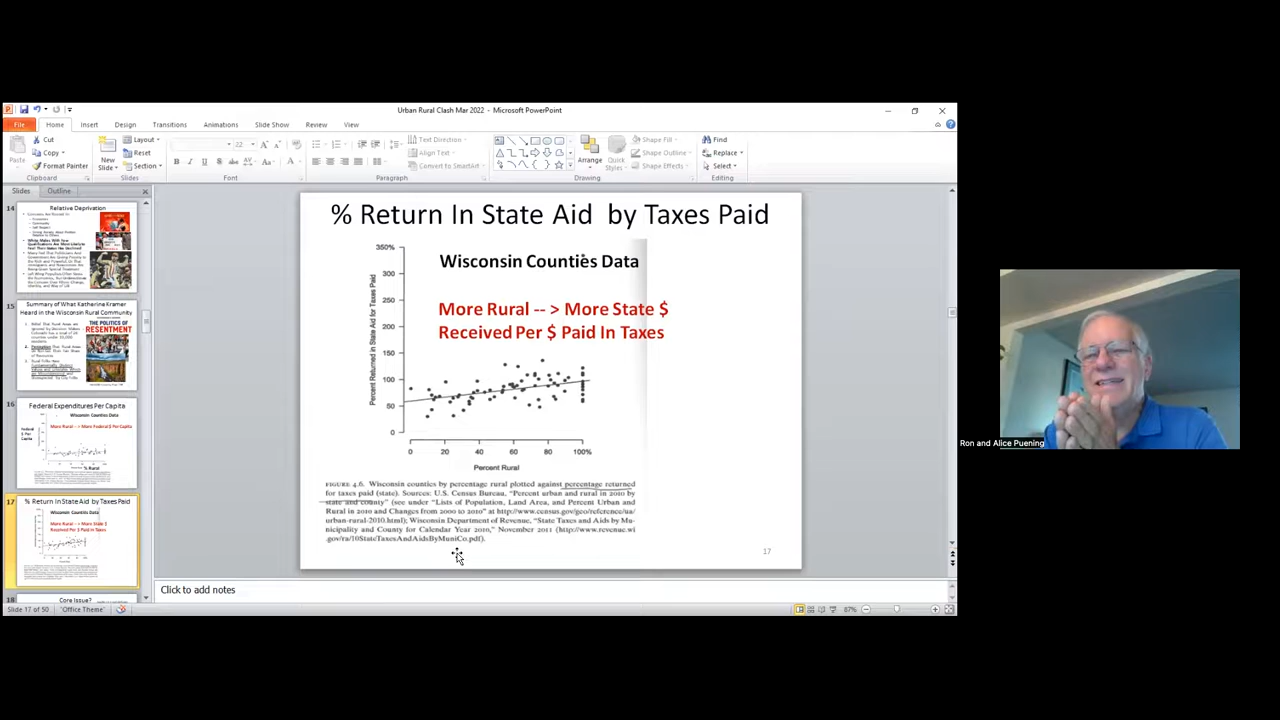 Urban Rural Clash Mar 2022 - Microsoft PowerPoint
File Home Insert Design Transitions Animations Slide Show Review View
Paste
Cut
Copy
Format Painter
Clipboard
New
Slide
Layout
Reset
Section
Slides
22
Font
Text Direction
Align Text
Convert to SmartArt
Paragraph
Arrange
Quick
Styles
Shape Fill
Shape Outline
Shape Effects
Drawing
Find
Replace
Select
Editing
Slides Outline
14
Relative Deprivation
15
Summary of What Katherine Kramer
Heard in the Wisconsin Rural Community
THE POLITICS OF
RESENTMENT
16
Federal Expenditures Per Capita
Wisconsin Counties Data
More Rural --> More Federal $ Per Capita
% Rural
17
% Return In State Aid by Taxes Paid
Wisconsin Counties Data
More Rural -- > More State $
Received Per $ Paid In Taxes
18
Core Issue?
% Return In State Aid by Taxes Paid
Wisconsin Counties Data
More Rural -- > More State $
Received Per $ Paid In Taxes
Percent Returned in State Aid for Taxes Paid
350%
300
250
200
150
100
50
0
0 20 40 60 80 100%
Percent Rural
FIGURE 4.6. Wisconsin counties by percentage rural plotted against percentage returned
for taxes paid (state). Sources: U.S. Census Bureau, "Percent urban and rural in 2010 by
state and county" (see under "Lists of Population, Land Area, and Percent Urban and
Rural in 2010 and Changes from 2000 to 2010" at http://www.census.gov/geo/reference/ua/
urban-rural-2010.html); Wisconsin Department of Revenue, "State Taxes and Aids by Mu-
nicipality and County for Calendar Year 2010," November 2011 (http://www.revenue.wi
.gov/ra/10StateTaxesAndAidsByMuniCo.pdf).
17
Click to add notes
Slide 17 of 50 "Office Theme" 87%
Ron and Alice Puening